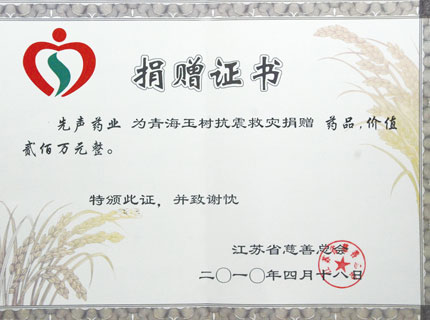 捐赠证书
先声药业 为青海玉树抗震救灾捐赠 药品，价值
贰佰万元整。
特颁此证，并致谢忱
江苏省慈善总会
二〇一〇年四月十八日